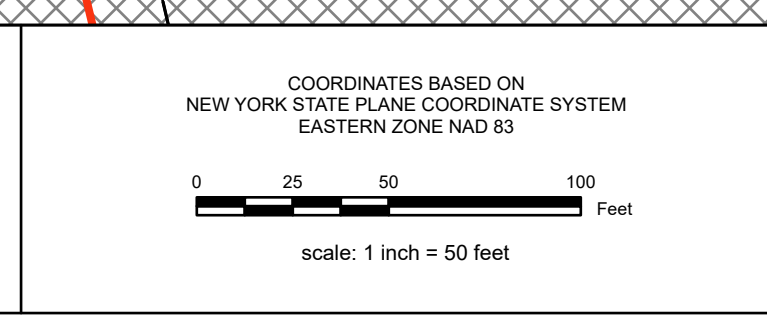 COORDINATES BASED ON
NEW YORK STATE PLANE COORDINATE SYSTEM
EASTERN ZONE NAD 83
0 25 50 100
Feet
scale: 1 inch = 50 feet